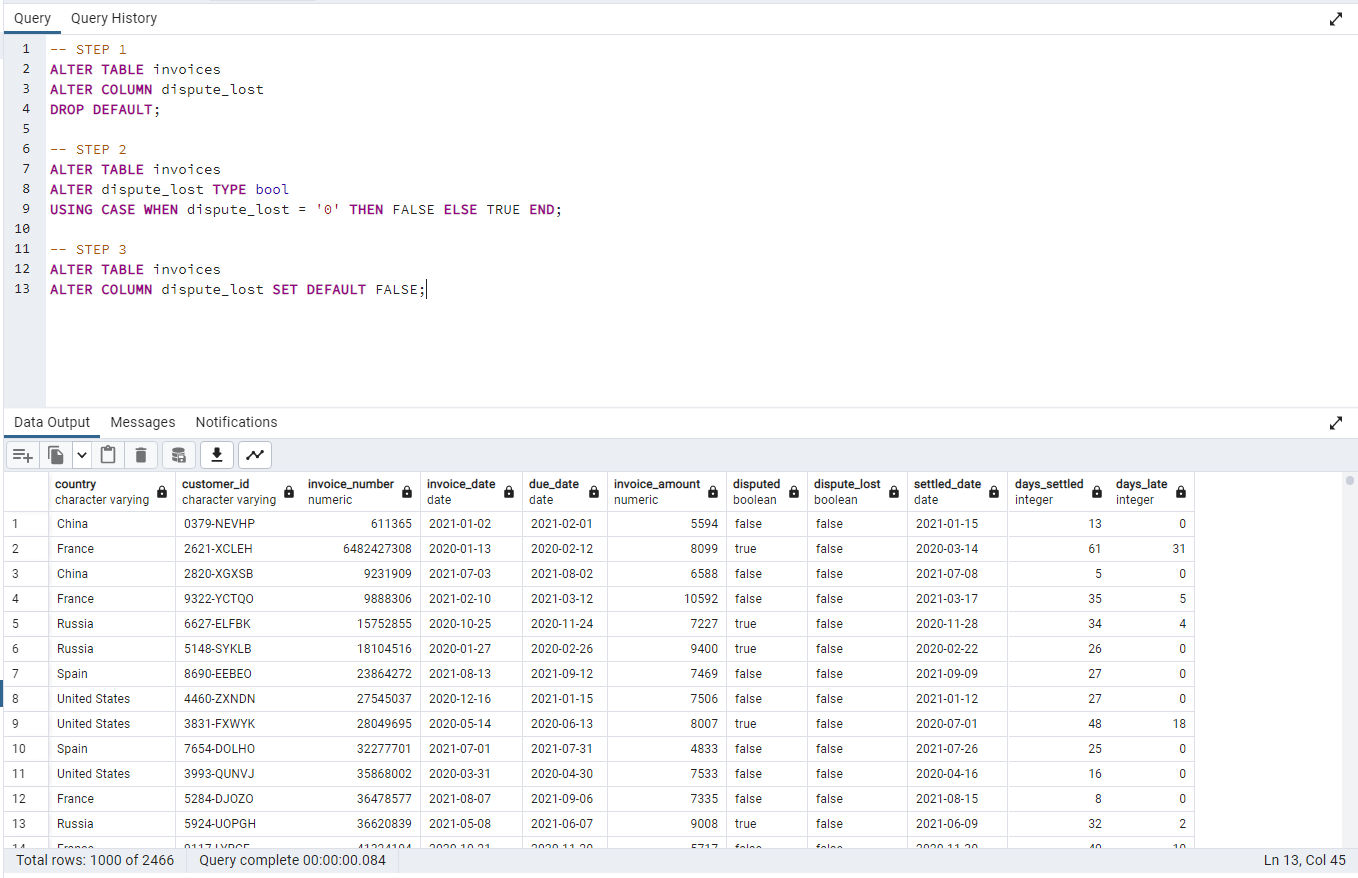 Query Query History
1 -- STEP 1
2 ALTER TABLE invoices
3 ALTER COLUMN dispute_lost
4 DROP DEFAULT;
5
6 -- STEP 2
7 ALTER TABLE invoices
8 ALTER dispute_lost TYPE bool
9 USING CASE WHEN dispute_lost = '0' THEN FALSE ELSE TRUE END;
10
11 -- STEP 3
12 ALTER TABLE invoices
13 ALTER COLUMN dispute_lost SET DEFAULT FALSE;
Data Output Messages Notifications
country customer_id invoice_number invoice_date due_date invoice_amount disputed dispute_lost settled_date days_settled days_late
character varying character varying numeric date date numeric boolean boolean date integer integer
1 China 0379-NEVHP 611365 2021-01-02 2021-02-01 5594 false false 2021-01-15 13 0
2 France 2621-XCLEH 6482427308 2020-01-13 2020-02-12 8099 true false 2020-03-14 61 31
3 China 2820-XGXSB 9231909 2021-07-03 2021-08-02 6588 false false 2021-07-08 5 0
4 France 9322-YCTQO 9888306 2021-02-10 2021-03-12 10592 false false 2021-03-17 35 5
5 Russia 6627-ELFBK 15752855 2020-10-25 2020-11-24 7227 true false 2020-11-28 34 4
6 Russia 5148-SYKLB 18104516 2020-01-27 2020-02-26 9400 true false 2020-02-22 26 0
7 Spain 8690-EEBEO 23864272 2021-08-13 2021-09-12 7469 false false 2021-09-09 27 0
8 United States 4460-ZXNDN 27545037 2020-12-16 2021-01-15 7506 false false 2021-01-12 27 0
9 United States 3831-FXWYK 28049695 2020-05-14 2020-06-13 8007 true false 2020-07-01 48 18
10 Spain 7654-DOLHO 32277701 2021-07-01 2021-07-31 4833 false false 2021-07-26 25 0
11 United States 3993-QUNVJ 35868002 2020-03-31 2020-04-30 7533 false false 2020-04-16 16 0
12 France 5284-DJOZO 36478577 2021-08-07 2021-09-06 7335 false false 2021-08-15 8 0
13 Russia 5924-UOPGH 36620839 2021-05-08 2021-06-07 9008 true false 2021-06-09 32 2
Total rows: 1000 of 2466 Query complete 00:00:00.084 Ln 13, Col 45